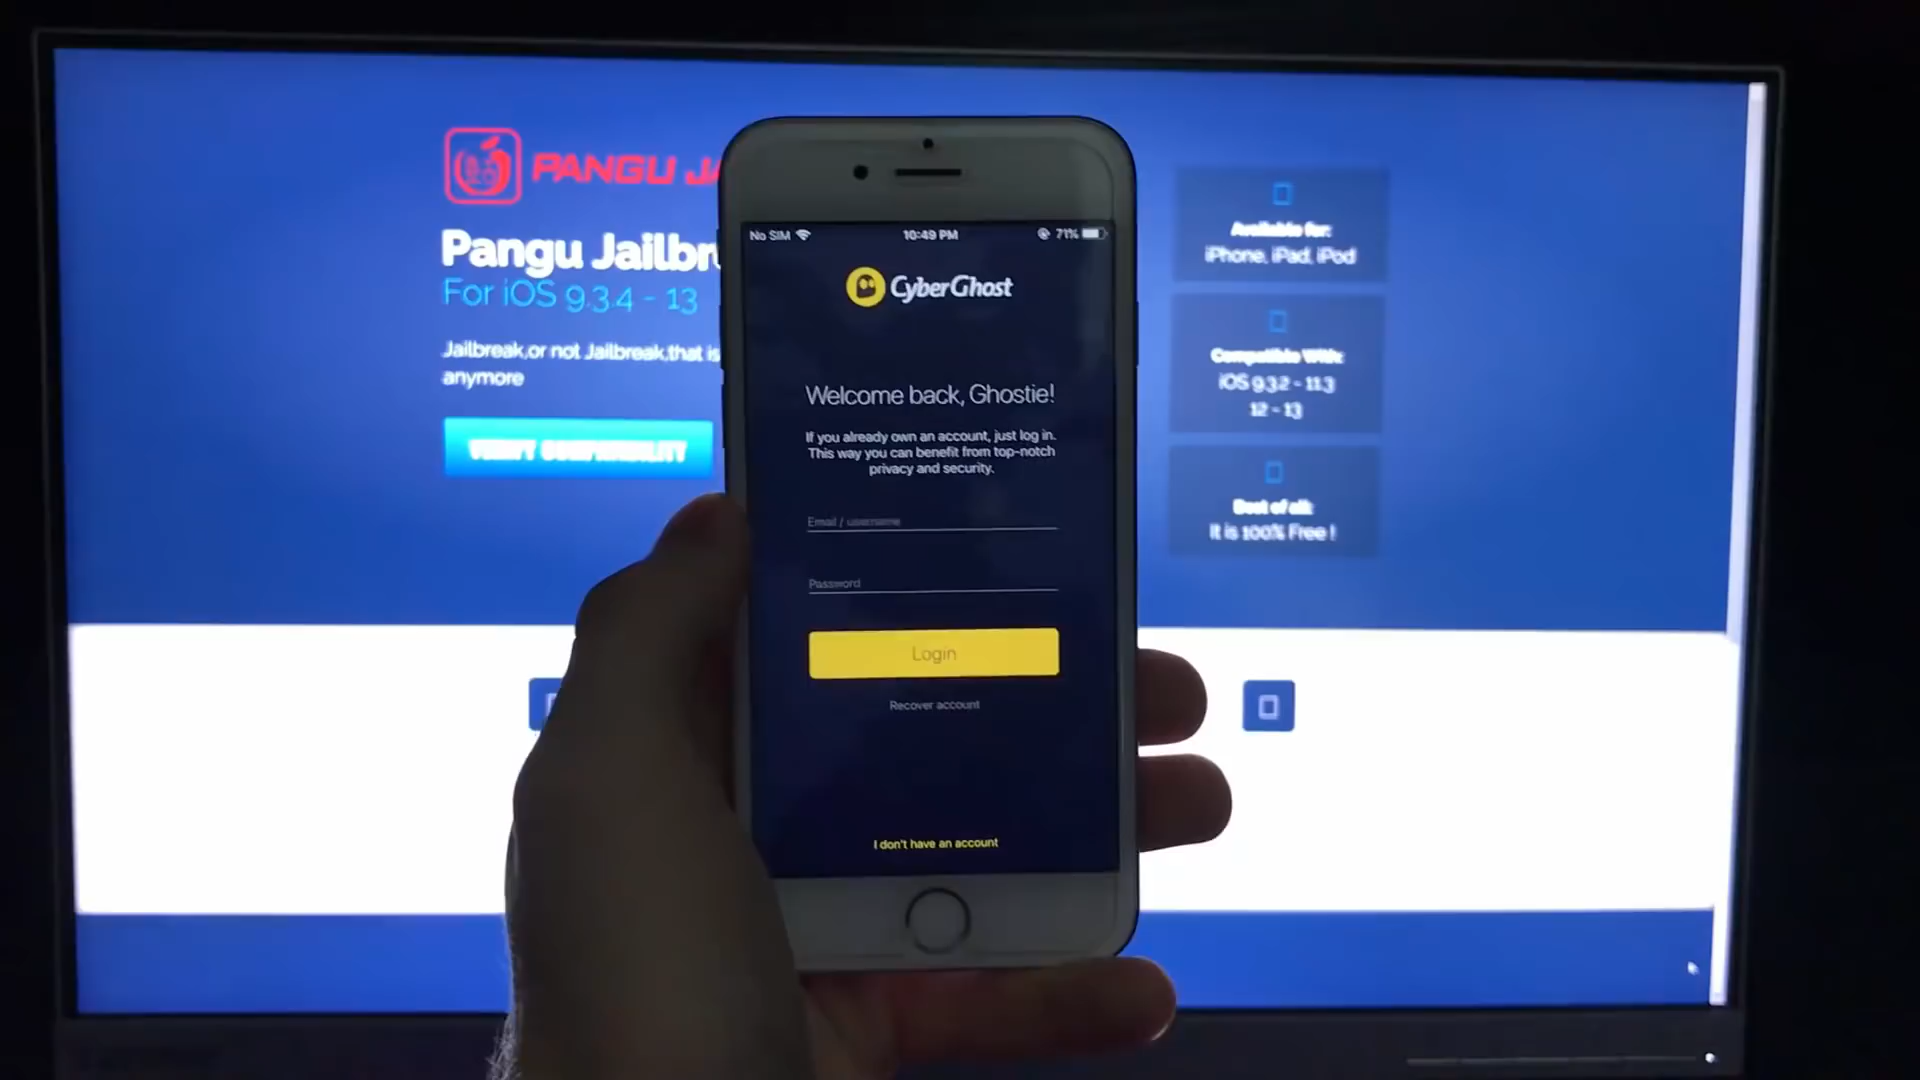 PANGU
Pangu Jailbr
For iOS 9.3.4 - 13
Jailbreak,or not Jailbreak,that is
anymore
No SIM
10:49 PM
71%
CyberGhost
Welcome back, Ghostie!
If you already own an account, just log in.
This way you can benefit from top-notch
privacy and security.
Email / username
Password
Login
Recover account
I don't have an account
Available for:
iPhone, iPad, iPod
Compatible With:
iOS 9.3.2 - 11.3
12 - 13
Best of all:
It is 100% Free !